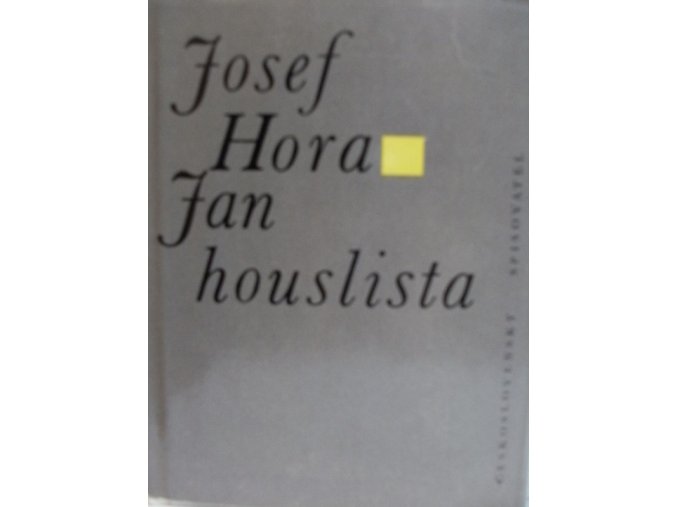 Josef
Hora
Jan
houslista
ČESKOSLOVENSKÝ SPISOVATEL